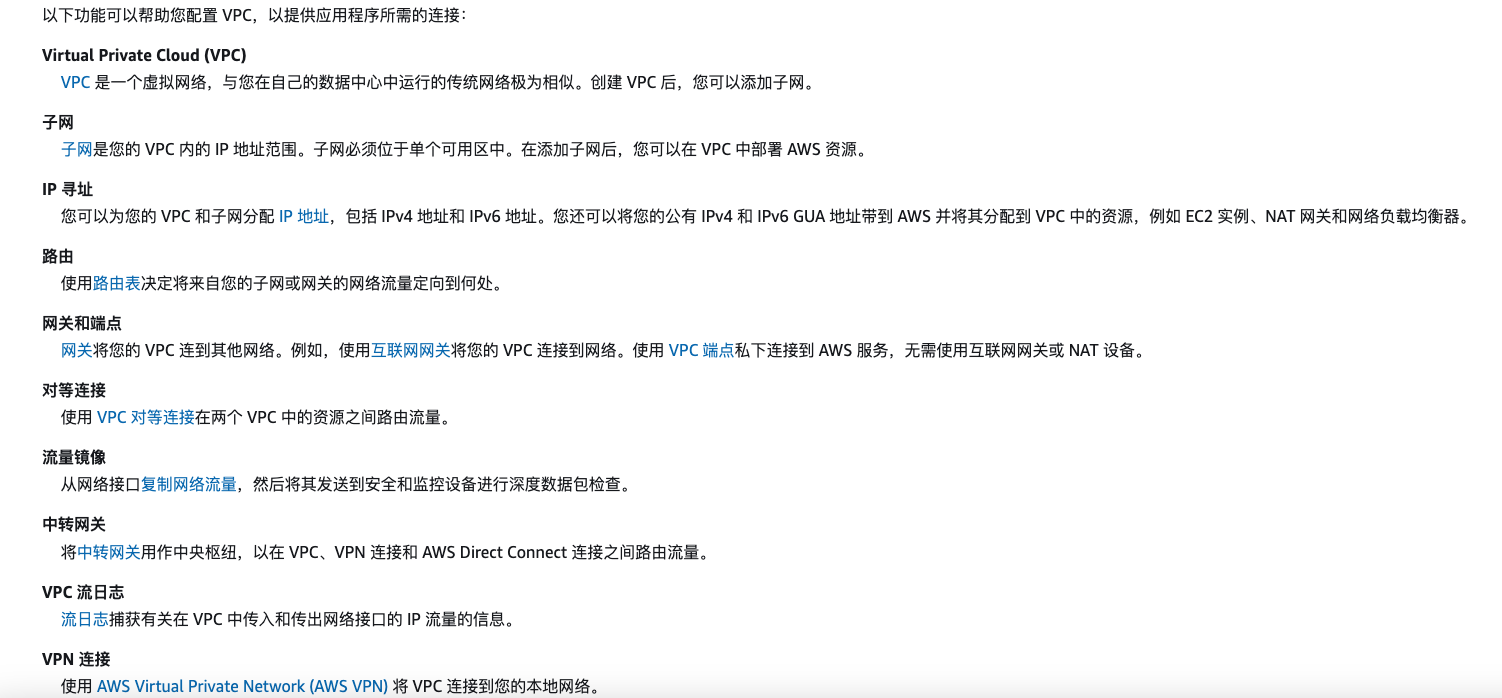 以下功能可以帮助您配置 VPC，以提供应用程序所需的连接：
Virtual Private Cloud (VPC)
VPC 是一个虚拟网络，与您在自己的数据中心中运行的传统网络极为相似。创建 VPC 后，您可以添加子网。
子网
子网是您的 VPC 内的 IP 地址范围。子网必须位于单个可用区中。在添加子网后，您可以在 VPC 中部署 AWS 资源。
IP 寻址
您可以为您的 VPC 和子网分配 IP 地址，包括 IPv4 地址和 IPv6 地址。您还可以将您的公有 IPv4 和 IPv6 GUA 地址带到 AWS 并将其分配到 VPC 中的资源，例如 EC2 实例、NAT 网关和网络负载均衡器。
路由
使用路由表决定将来自您的子网或网关的网络流量定向到何处。
网关和端点
网关将您的 VPC 连到其他网络。例如，使用互联网网关将您的 VPC 连接到网络。使用 VPC 端点私下连接到 AWS 服务，无需使用互联网网关或 NAT 设备。
对等连接
使用 VPC 对等连接在两个 VPC 中的资源之间路由流量。
流量镜像
从网络接口复制网络流量，然后将其发送到安全和监控设备进行深度数据包检查。
中转网关
将中转网关用作中央枢纽，以在 VPC、VPN 连接和 AWS Direct Connect 连接之间路由流量。
VPC 流日志
流日志捕获有关在 VPC 中传入和传出网络接口的 IP 流量的信息。
VPN 连接
使用 AWS Virtual Private Network (AWS VPN) 将 VPC 连接到您的本地网络。